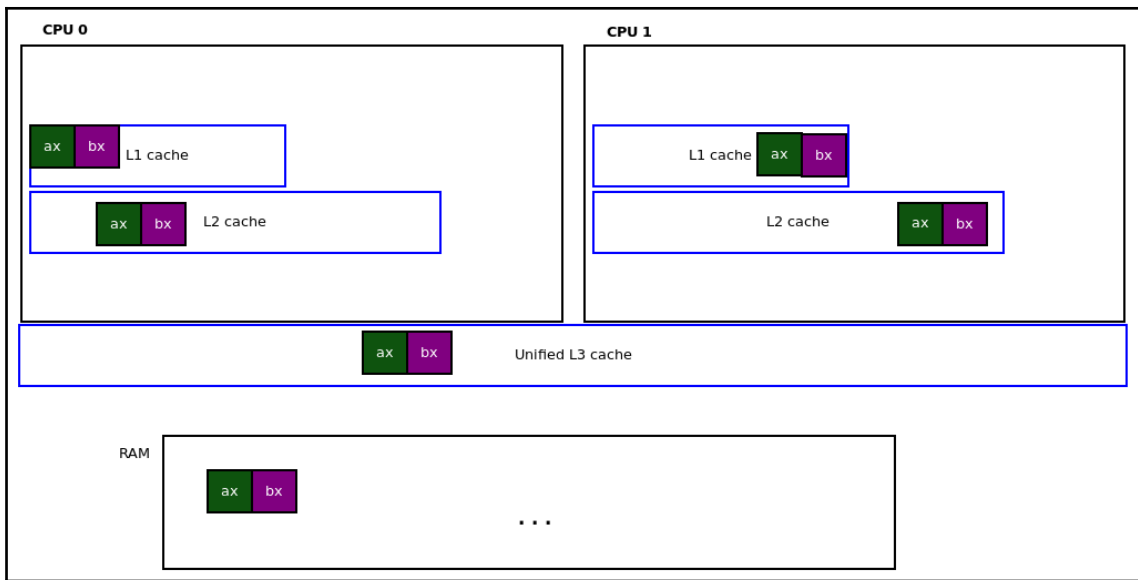 CPU 0
CPU 1
ax bx L1 cache
L1 cache ax bx
ax bx L2 cache
L2 cache ax bx
ax bx Unified L3 cache
RAM
ax bx
...